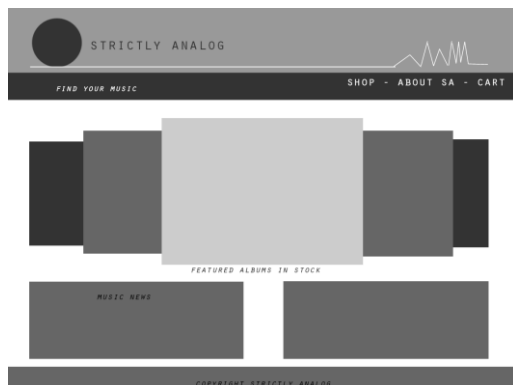 STRICTLY ANALOG
SHOP - ABOUT SA - CART
FIND YOUR MUSIC
FEATURED ALBUMS IN STOCK
MUSIC NEWS
COPYRIGHT STRICTLY ANALOG